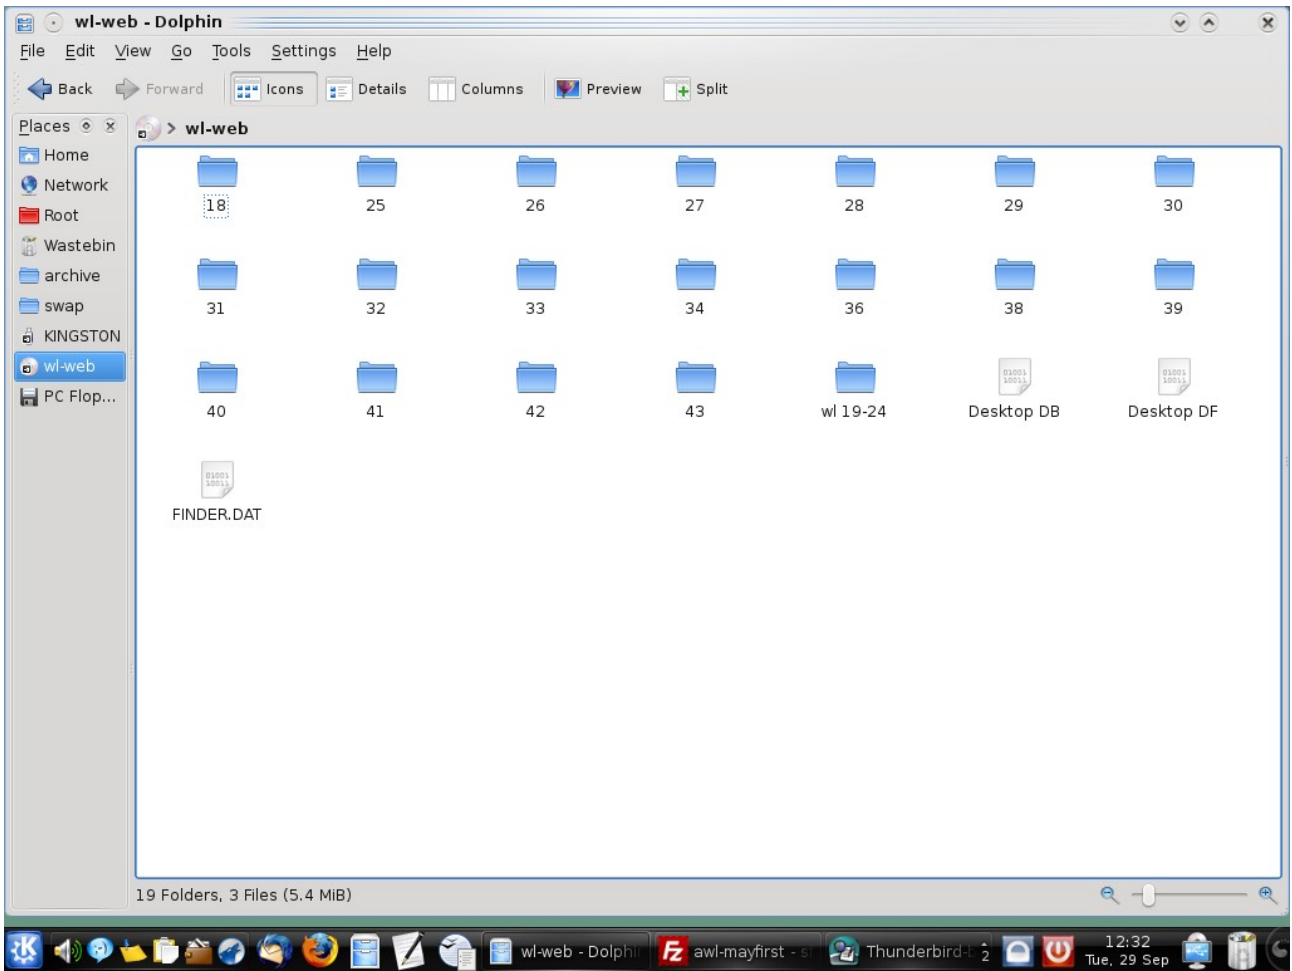 wl-web - Dolphin
File Edit View Go Tools Settings Help
Back Forward Icons Details Columns Preview Split
Places
> wl-web
Home
Network
Root
Wastebin
archive
swap
KINGSTON
wl-web
PC Flop...
18 25 26 27 28 29 30
31 32 33 34 36 38 39
40 41 42 43 wl 19-24 Desktop DB Desktop DF
FINDER.DAT
19 Folders, 3 Files (5.4 MiB)
wl-web - Dolphi awl-mayfirst - s Thunderbird-b 2 12:32
Tue, 29 Sep